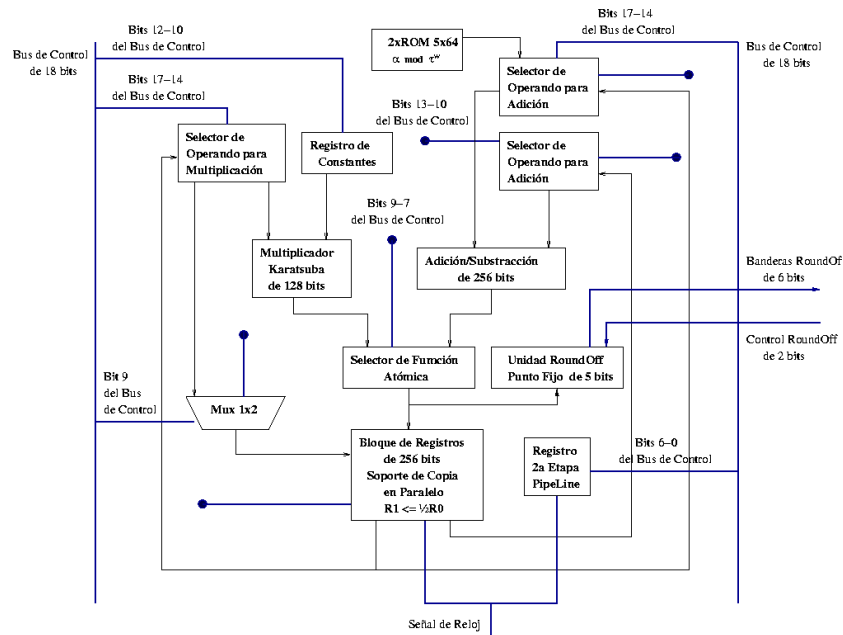 Bits 12–10
del Bus de Control
Bus de Control
de 18 bits
Bits 17–14
del Bus de Control
2xROM 5x64
α mod τʷ
Bits 17–14
del Bus de Control
Bus de Control
de 18 bits
Selector de
Operando para
Adición
Bits 13–10
del Bus de Control
Selector de
Operando para
Multiplicación
Registro de
Constantes
Selector de
Operando para
Adición
Bits 9–7
del Bus de Control
Multiplicador
Karatsuba
de 128 bits
Adición/Substracción
de 256 bits
Banderas RoundOf
de 6 bits
Control RoundOff
de 2 bits
Selector de Función
Atómica
Unidad RoundOff
Punto Fijo de 5 bits
Bit 9
del Bus
de Control
Mux 1x2
Bloque de Registros
de 256 bits
Soporte de Copia
en Paralelo
R1 <= ½R0
Registro
2a Etapa
PipeLine
Bits 6–0
del Bus de Control
Señal de Reloj